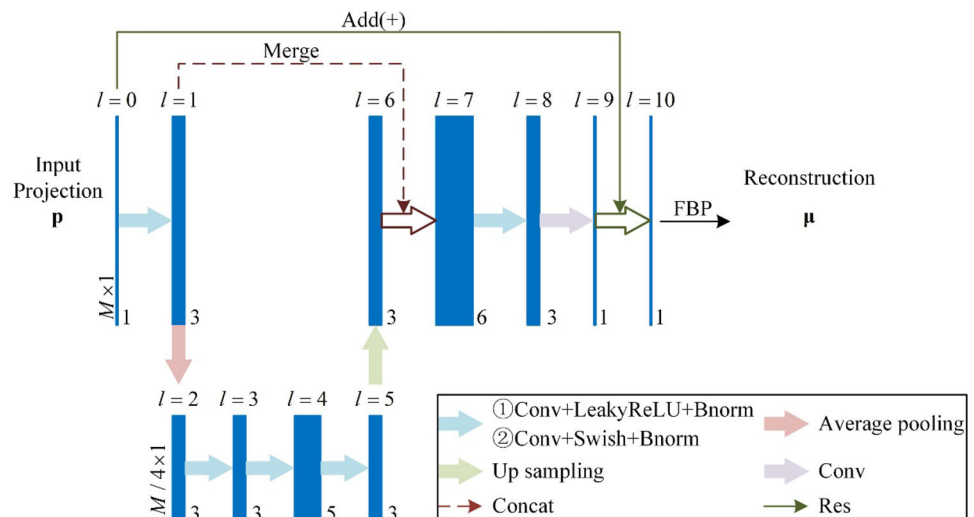 Add(+)
Merge
l = 0
l = 1
l = 6
l = 7
l = 8
l = 9
l = 10
Input
Projection
p
Reconstruction
μ
FBP
M × 1
1
3
3
6
3
1
1
l = 2
l = 3
l = 4
l = 5
M / 4 × 1
3
3
5
3
①Conv+LeakyReLU+Bnorm
②Conv+Swish+Bnorm
Average pooling
Up sampling
Conv
Concat
Res